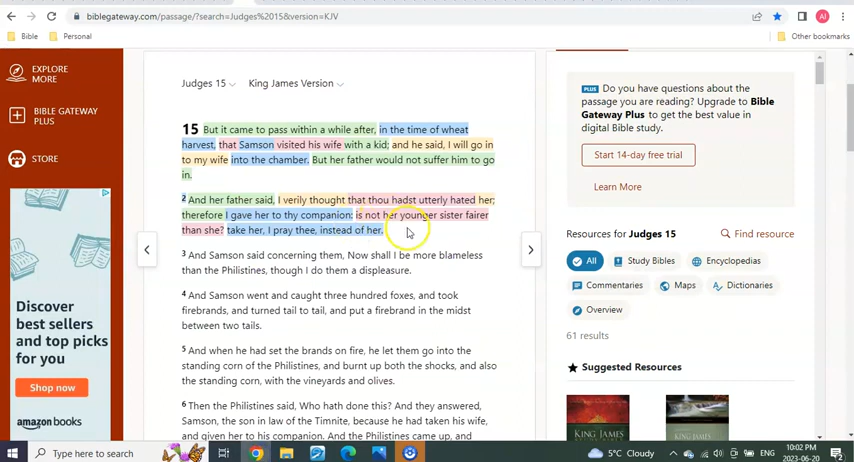 biblegateway.com/passage/?search=Judges%2015&version=KJV
Bible
Personal
Other bookmarks
EXPLORE
MORE
BIBLE GATEWAY
PLUS
STORE
Discover
best sellers
and top picks
for you
Shop now
amazon books
Judges 15
King James Version
15 But it came to pass within a while after, in the time of wheat
harvest, that Samson visited his wife with a kid; and he said, I will go in
to my wife into the chamber. But her father would not suffer him to go
in.
2 And her father said, I verily thought that thou hadst utterly hated her;
therefore I gave her to thy companion: is not her younger sister fairer
than she? take her, I pray thee, instead of her.
3 And Samson said concerning them, Now shall I be more blameless
than the Philistines, though I do them a displeasure.
4 And Samson went and caught three hundred foxes, and took
firebrands, and turned tail to tail, and put a firebrand in the midst
between two tails.
5 And when he had set the brands on fire, he let them go into the
standing corn of the Philistines, and burnt up both the shocks, and also
the standing corn, with the vineyards and olives.
6 Then the Philistines said, Who hath done this? And they answered,
Samson, the son in law of the Timnite, because he had taken his wife,
and given her to his companion. And the Philistines came up, and
PLUS Do you have questions about the
passage you are reading? Upgrade to Bible
Gateway Plus to get the best value in
digital Bible study.
Start 14-day free trial
Learn More
Resources for Judges 15
Find resource
All
Study Bibles
Encyclopedias
Commentaries
Maps
Dictionaries
Overview
61 results
Suggested Resources
KING JAMES
Type here to search
5°C Cloudy
ENG
10:02 PM
2023-06-20